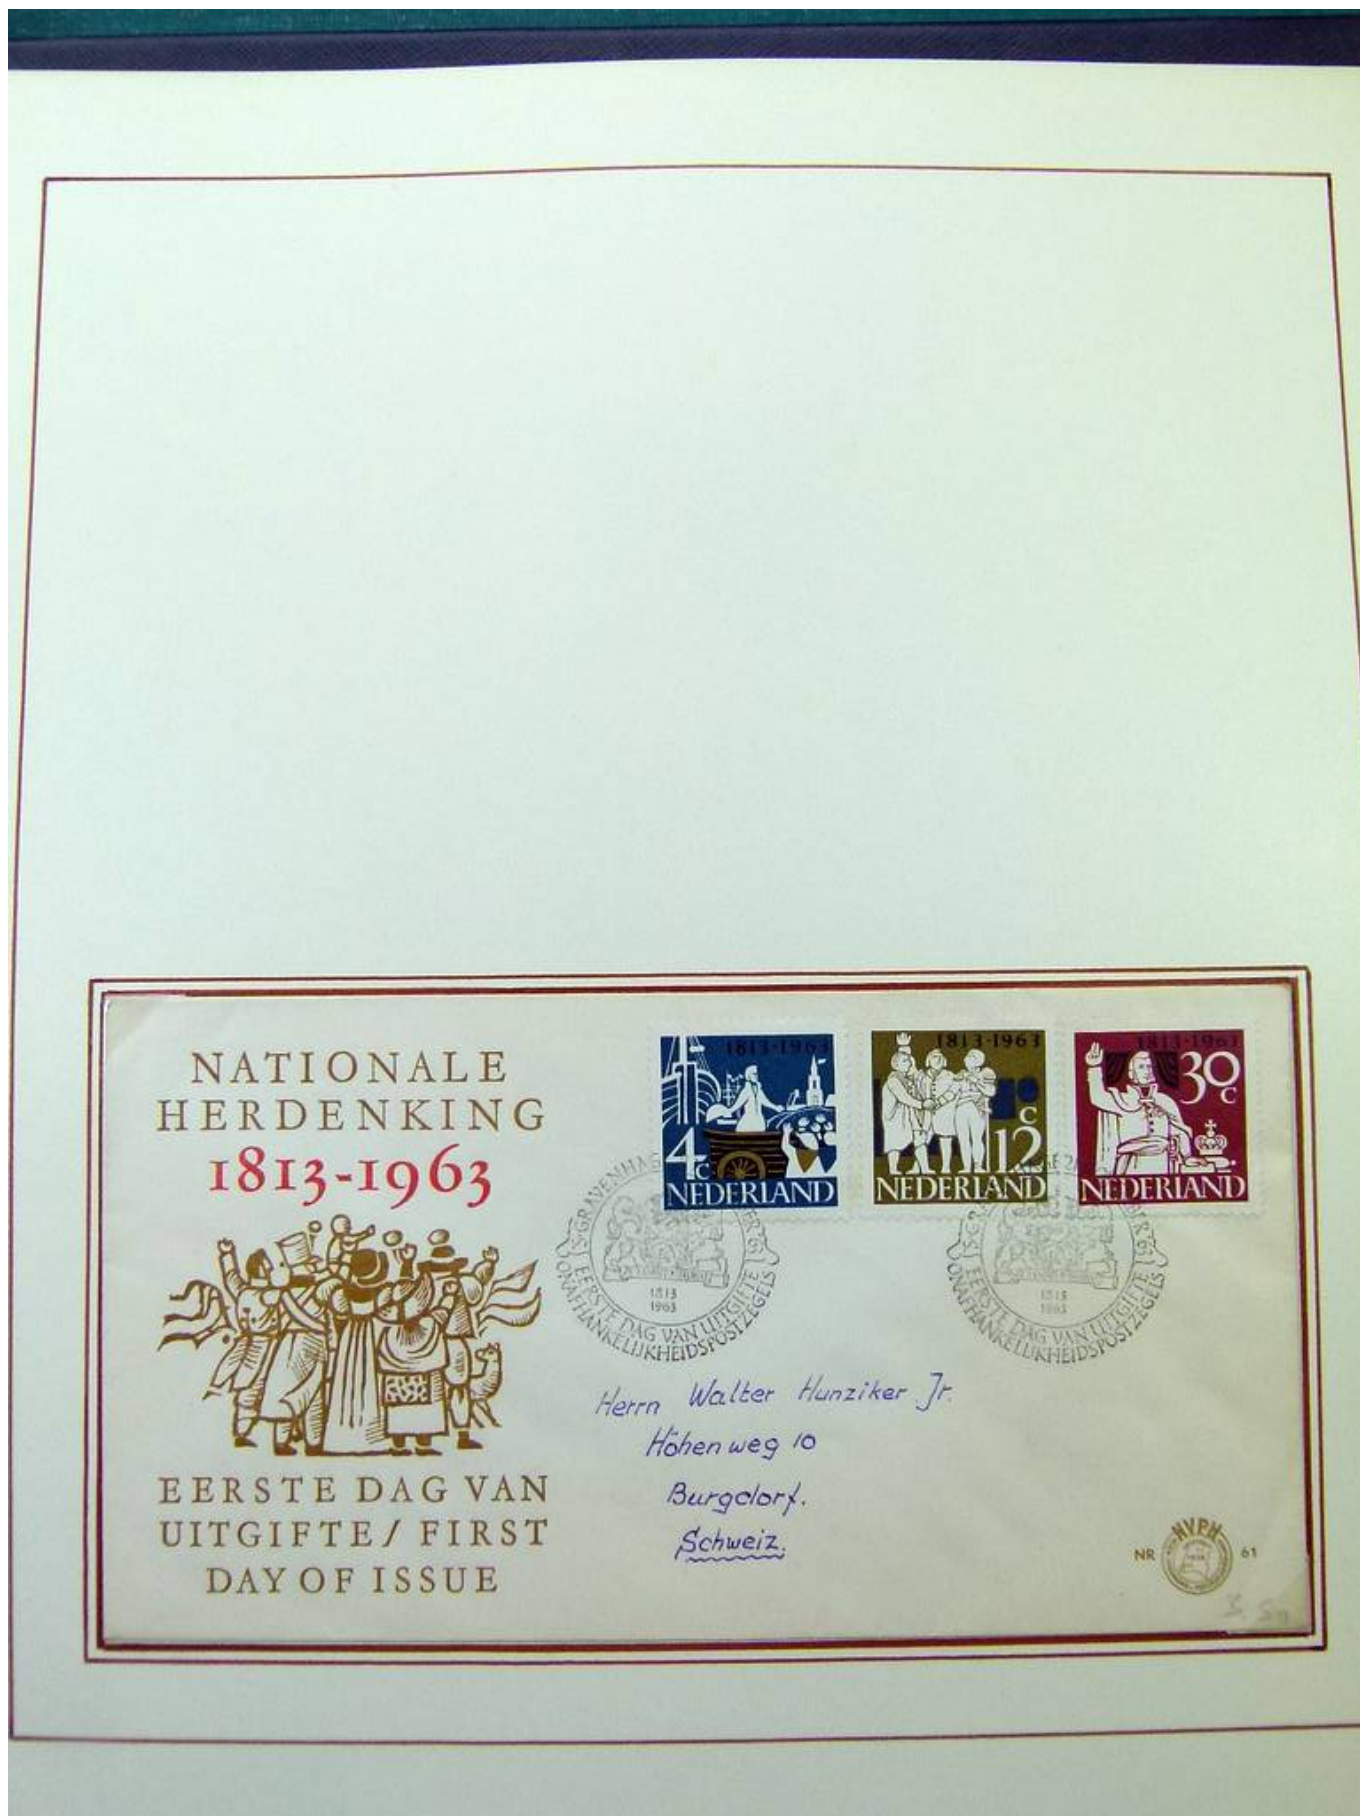 NATIONALE
HERDENKING
1813-1963
EERSTE DAG VAN
UITGIFTE / FIRST
DAY OF ISSUE
1813-1963
4c
NEDERLAND
1813-1963
12c
NEDERLAND
1813-1963
30c
NEDERLAND
1813
1963
EERSTE DAG VAN UITGIFTE
ONAFHANKELIJKHEIDSPOSTZEGELS
1813
1963
EERSTE DAG VAN UITGIFTE
ONAFHANKELIJKHEIDSPOSTZEGELS
Herrn Walter Hunziker Jr.
Höhenweg 10
Burgdorf.
Schweiz.
NR NVPH 61